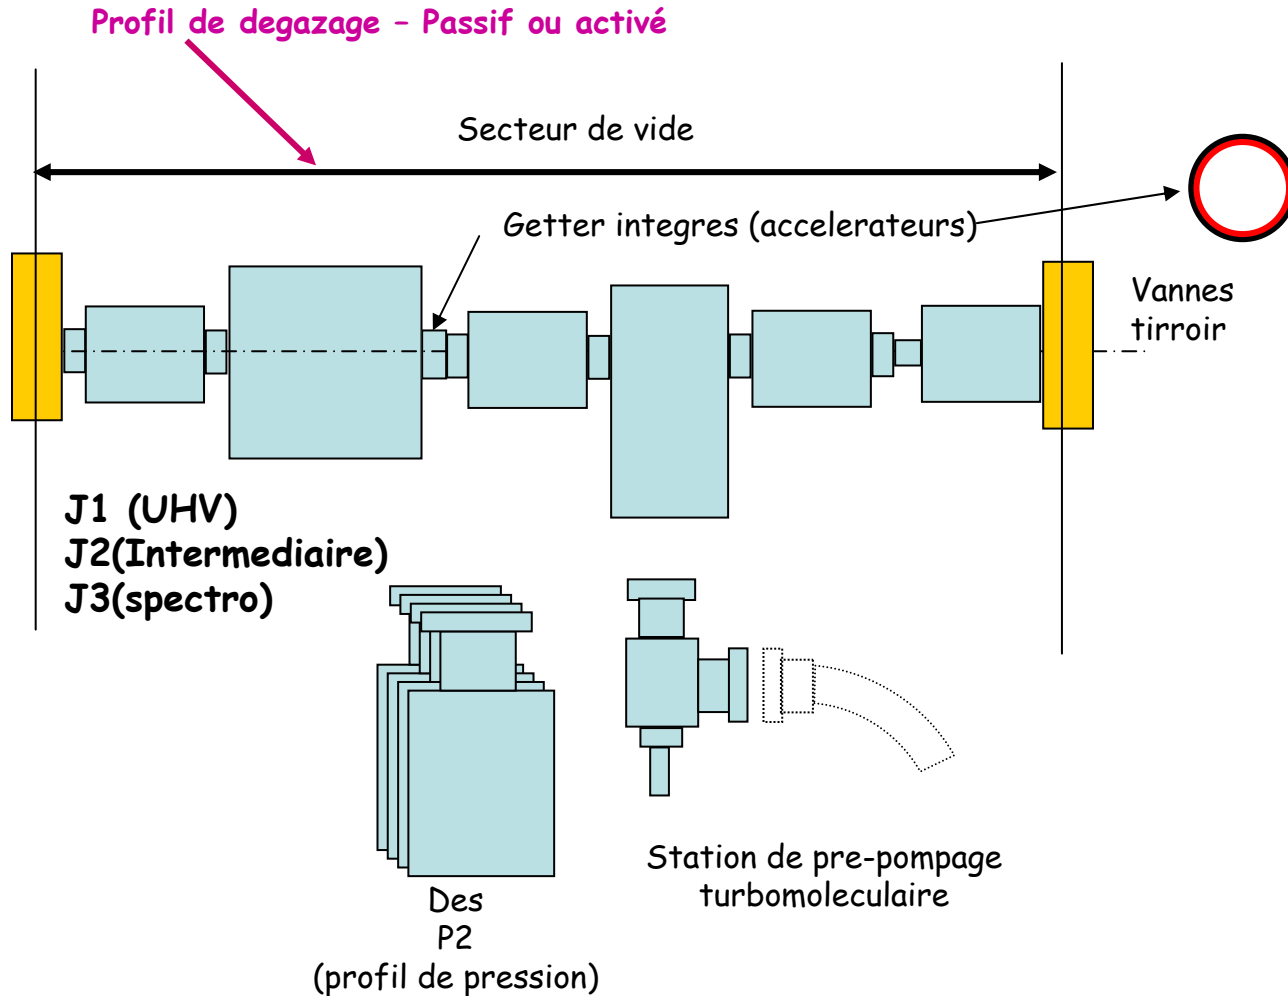 Profil de degazage – Passif ou activé
Secteur de vide
Getter integres (accelerateurs)
Vannes
tirroir
J1 (UHV)
J2(Intermediaire)
J3(spectro)
Station de pre-pompage
turbomoleculaire
Des
P2
(profil de pression)